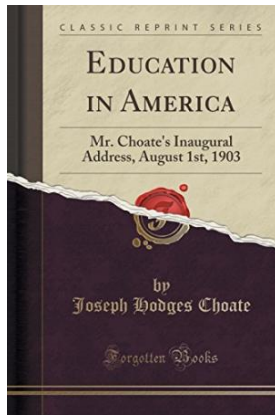 CLASSIC REPRINT SERIES
EDUCATION
IN AMERICA
Mr. Choate's Inaugural
Address, August 1st, 1903
by
Joseph Hodges Choate
Forgotten Books